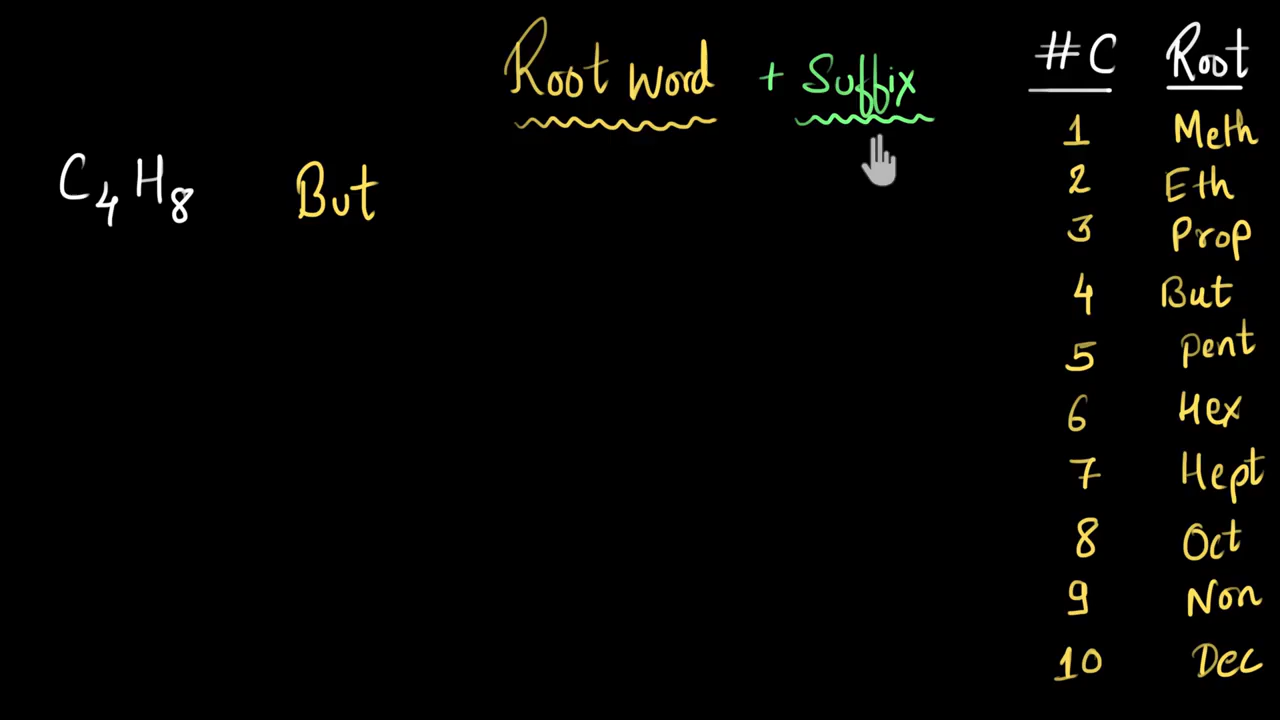 Root word + Suffix
C4H8 But
#C Root
1 Meth
2 Eth
3 Prop
4 But
5 Pent
6 Hex
7 Hept
8 Oct
9 Non
10 Dec